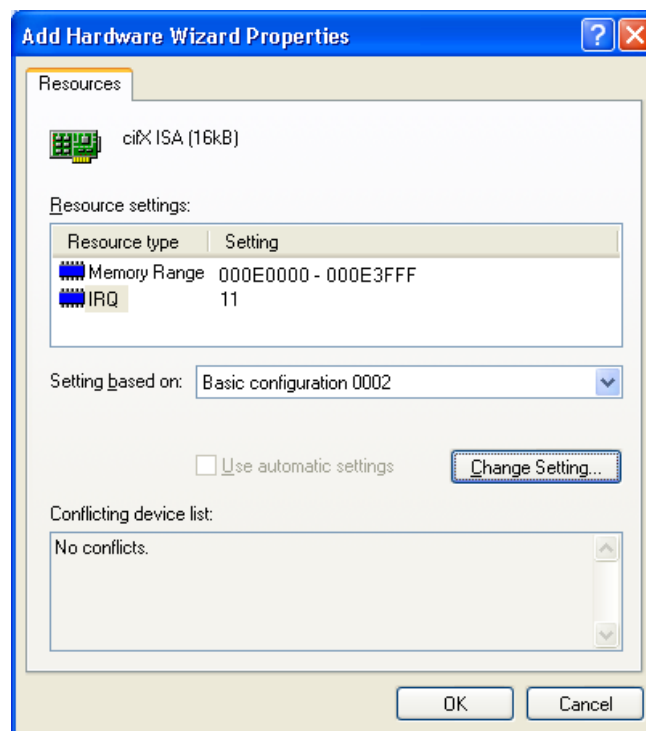 Add Hardware Wizard Properties
Resources
cifX ISA (16kB)
Resource settings:
Resource type Setting
Memory Range 000E0000 - 000E3FFF
IRQ 11
Setting based on: Basic configuration 0002
Use automatic settings Change Setting...
Conflicting device list:
No conflicts.
OK Cancel